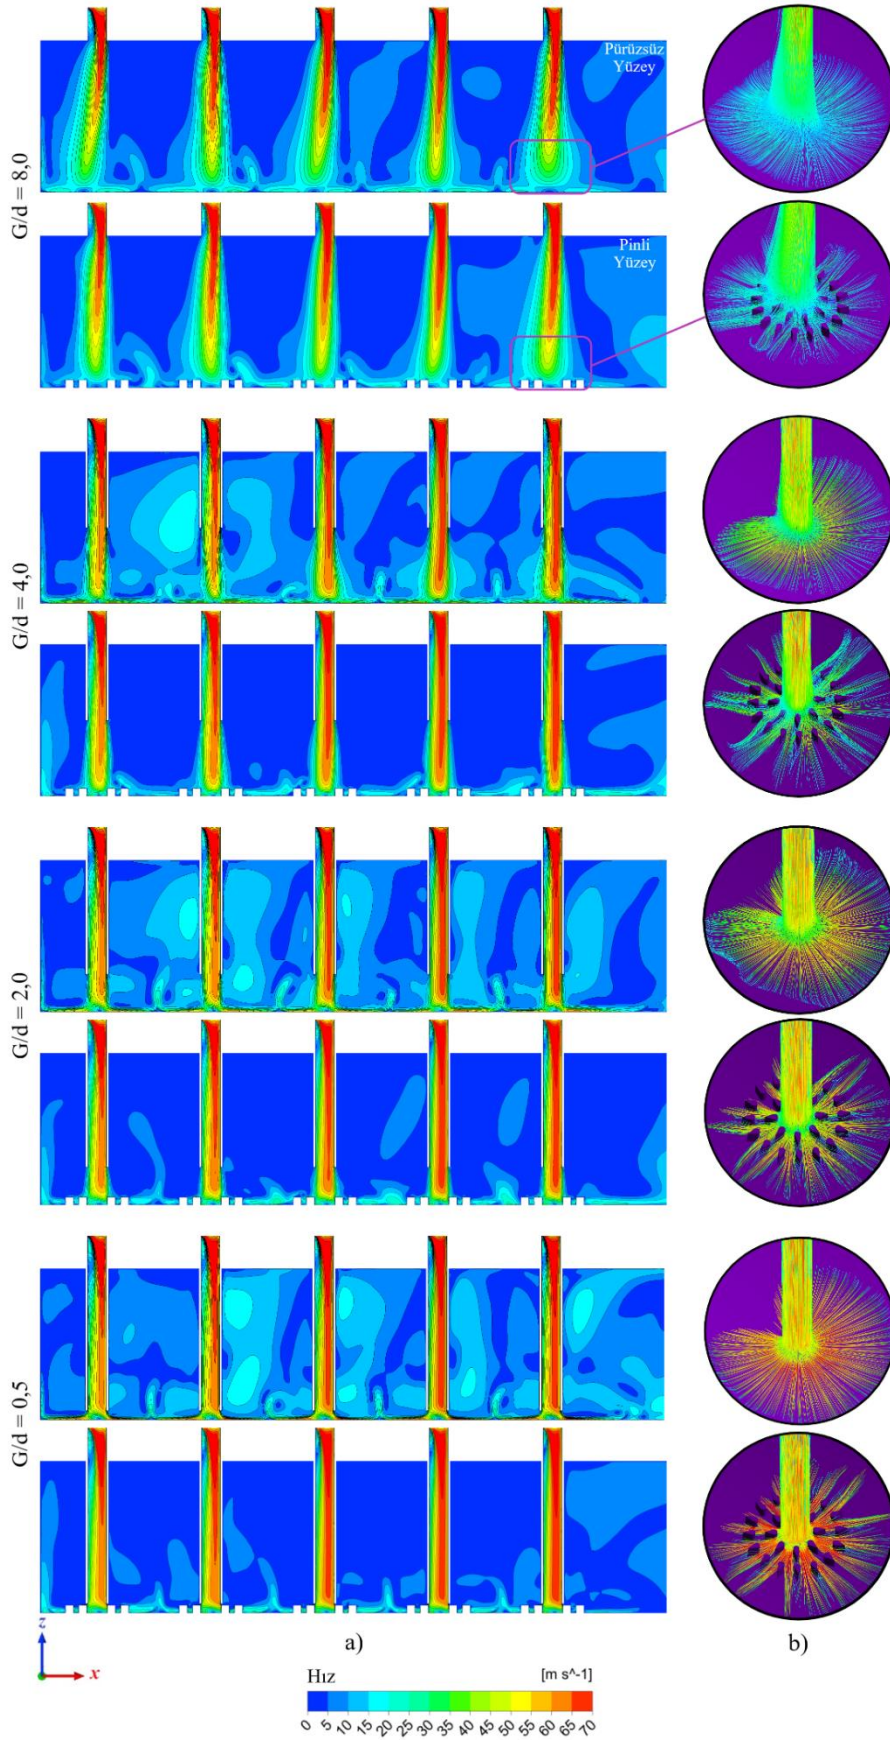 Pürüzsüz
Yüzey
G/d = 8,0
Pinli
Yüzey
G/d = 4,0
G/d = 2,0
G/d = 0,5
z
x
a)
b)
Hız
[m s^-1]
0 5 10 15 20 25 30 35 40 45 50 55 60 65 70